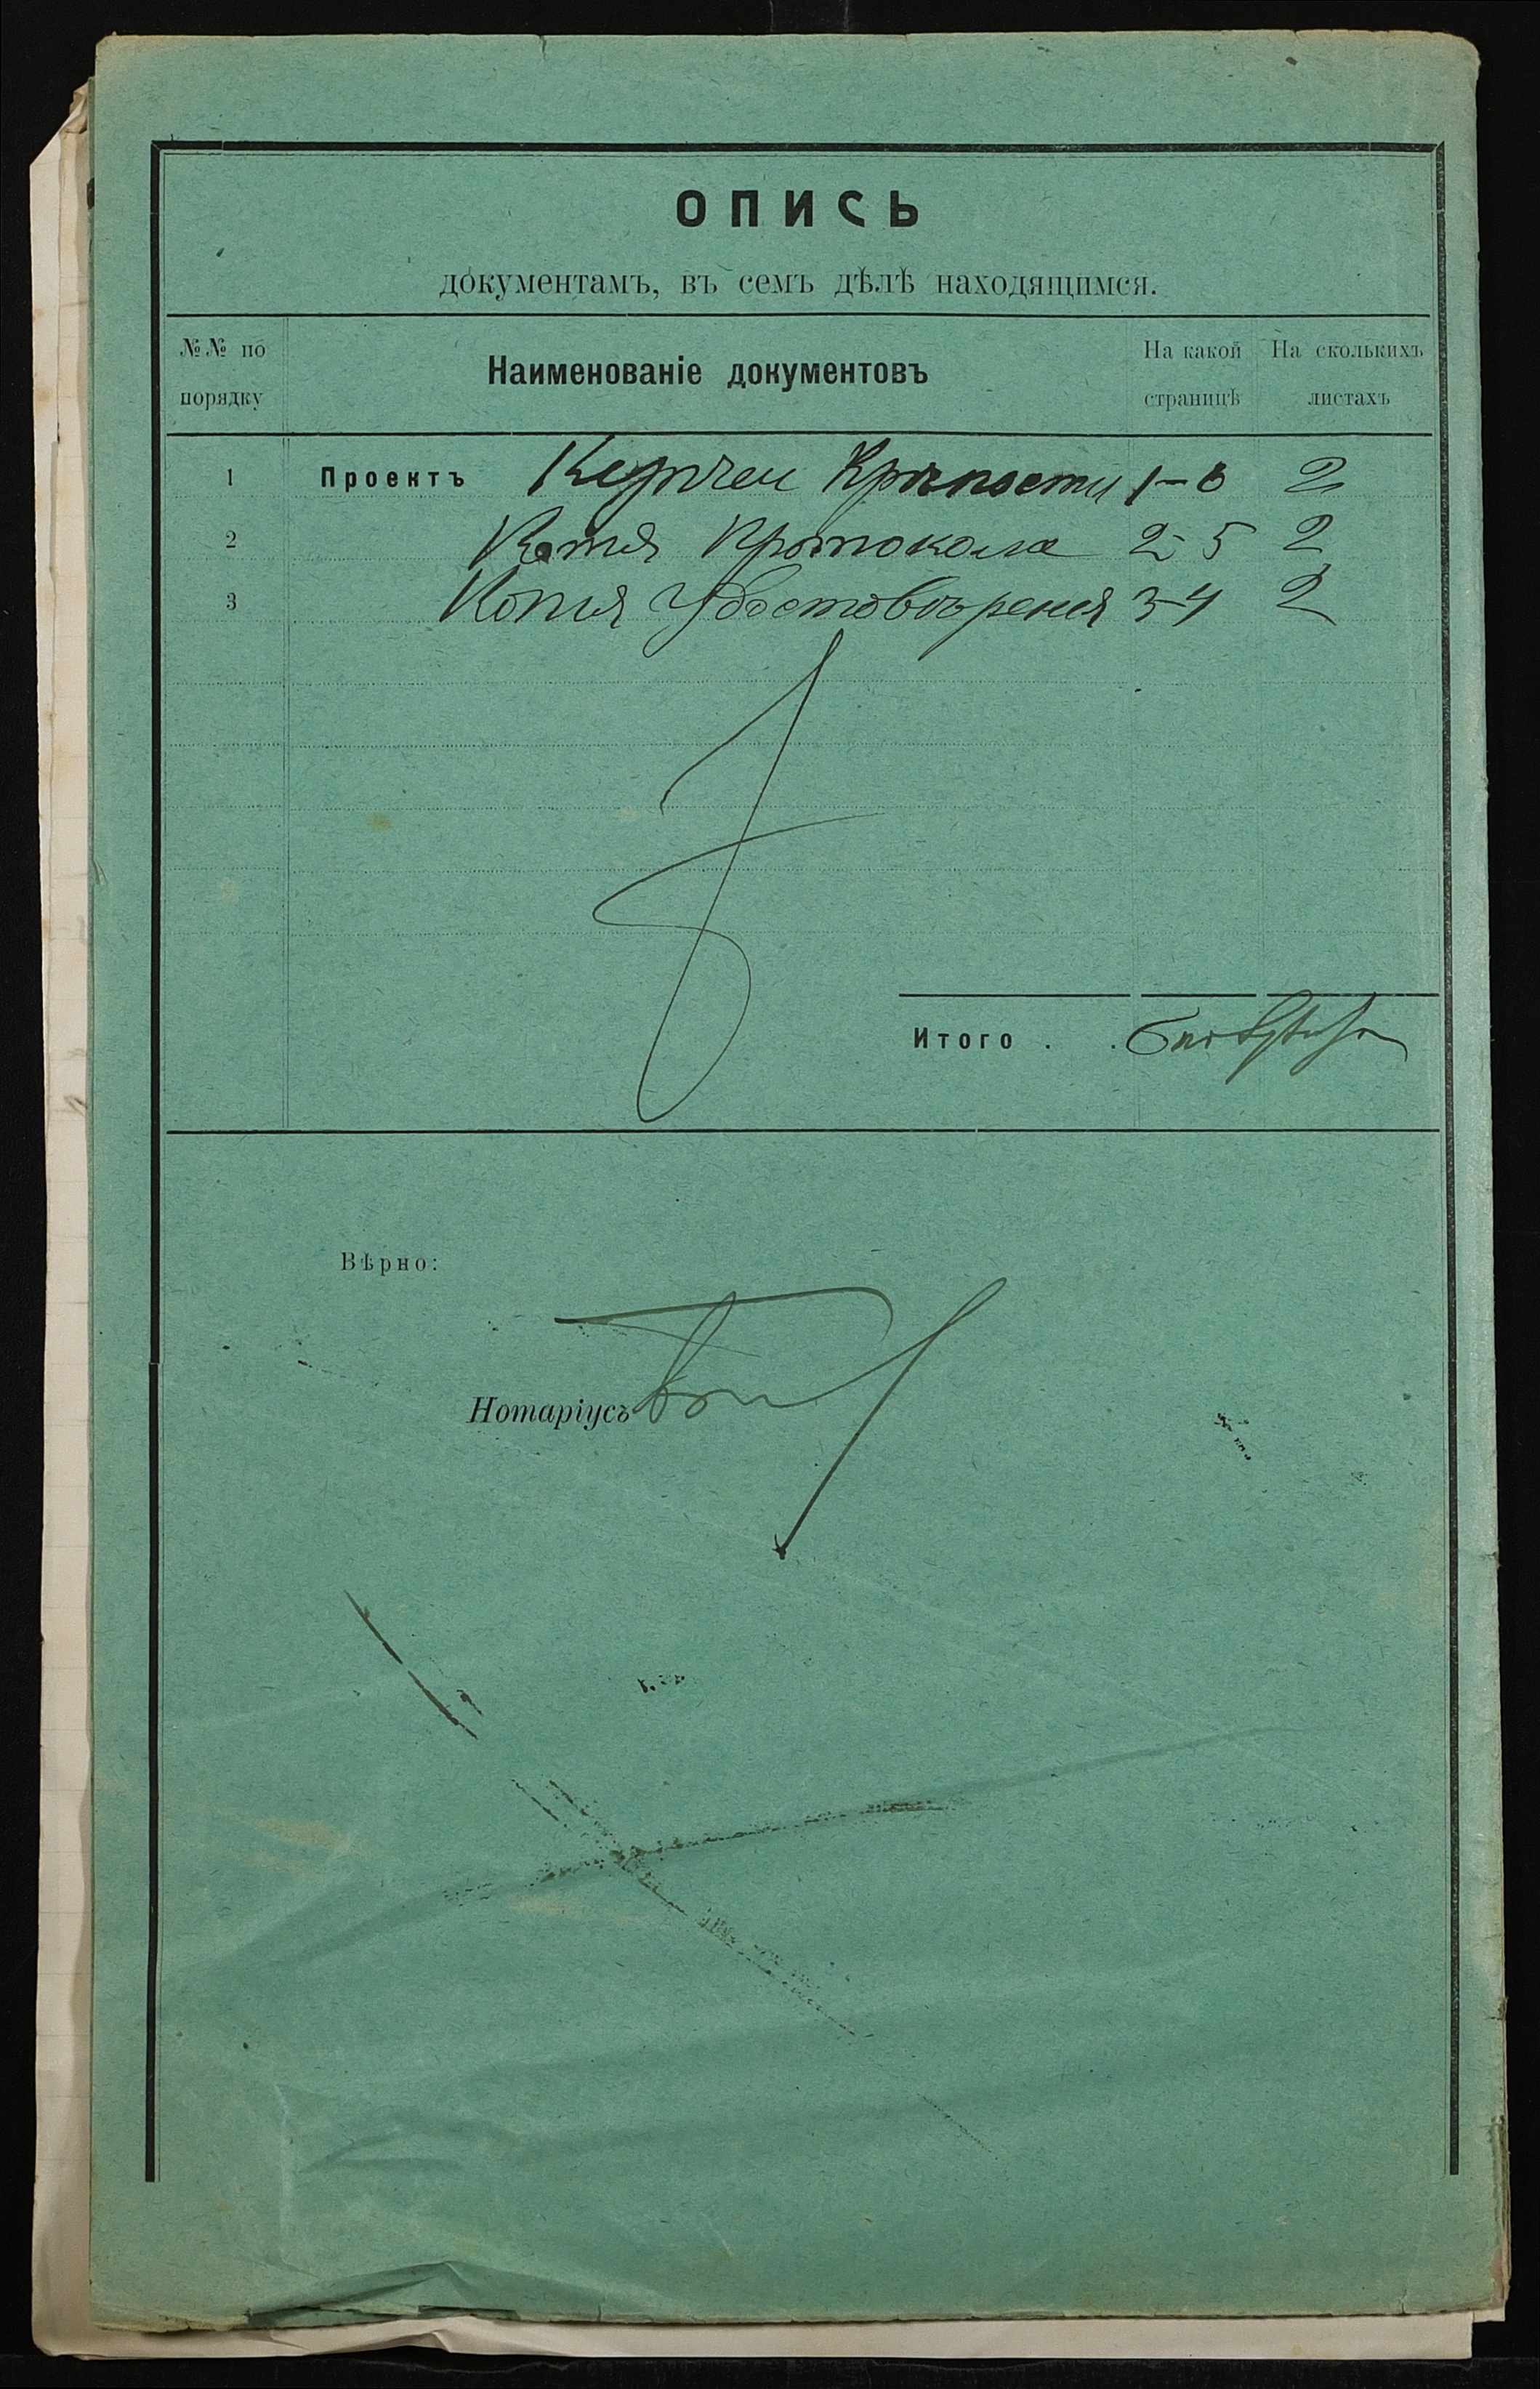 ОПИСЬ
документамъ, въ семъ дѣлѣ находящимся.
№№ по порядку
Наименованіе документовъ
На какой страницѣ
На сколькихъ листахъ
1 Проектъ Купчей Крѣпости 1-6 2
2 Копія Протокола 2-5 2
3 Копія Удостовѣренія 3-4 2
Итого . .
Вѣрно:
Нотаріусъ